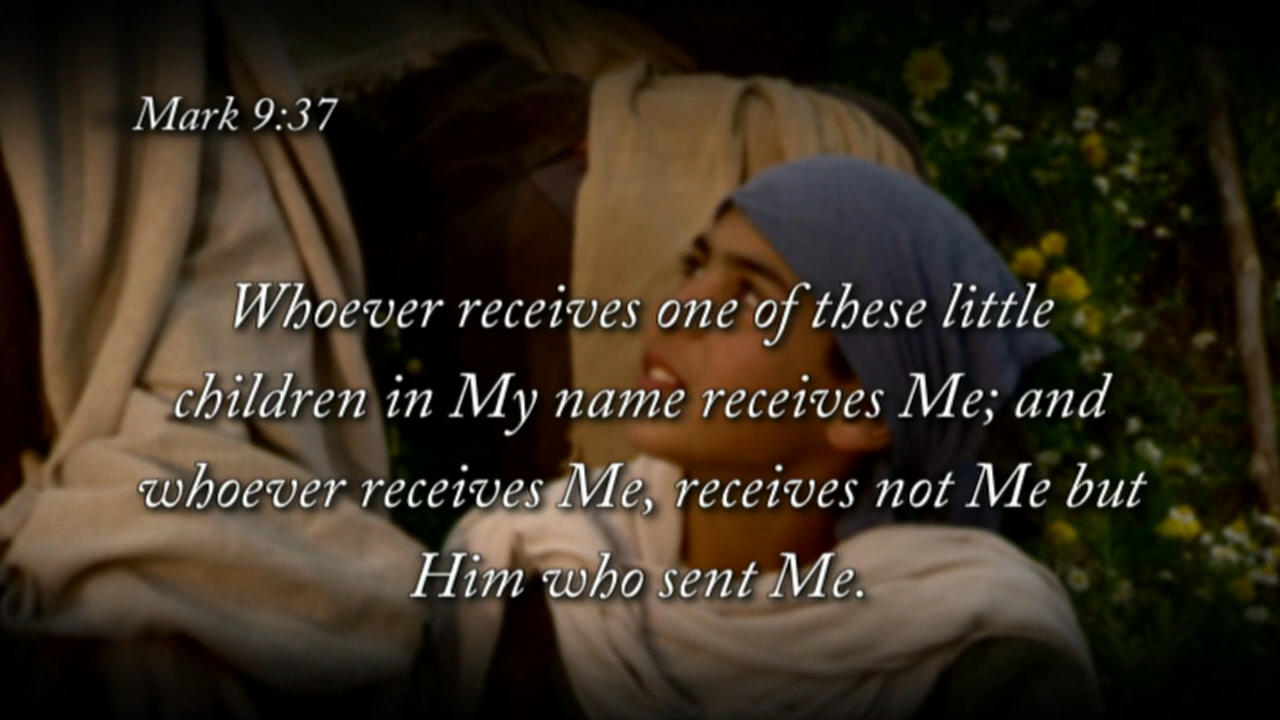 Mark 9:37
Whoever receives one of these little
children in My name receives Me; and
whoever receives Me, receives not Me but
Him who sent Me.